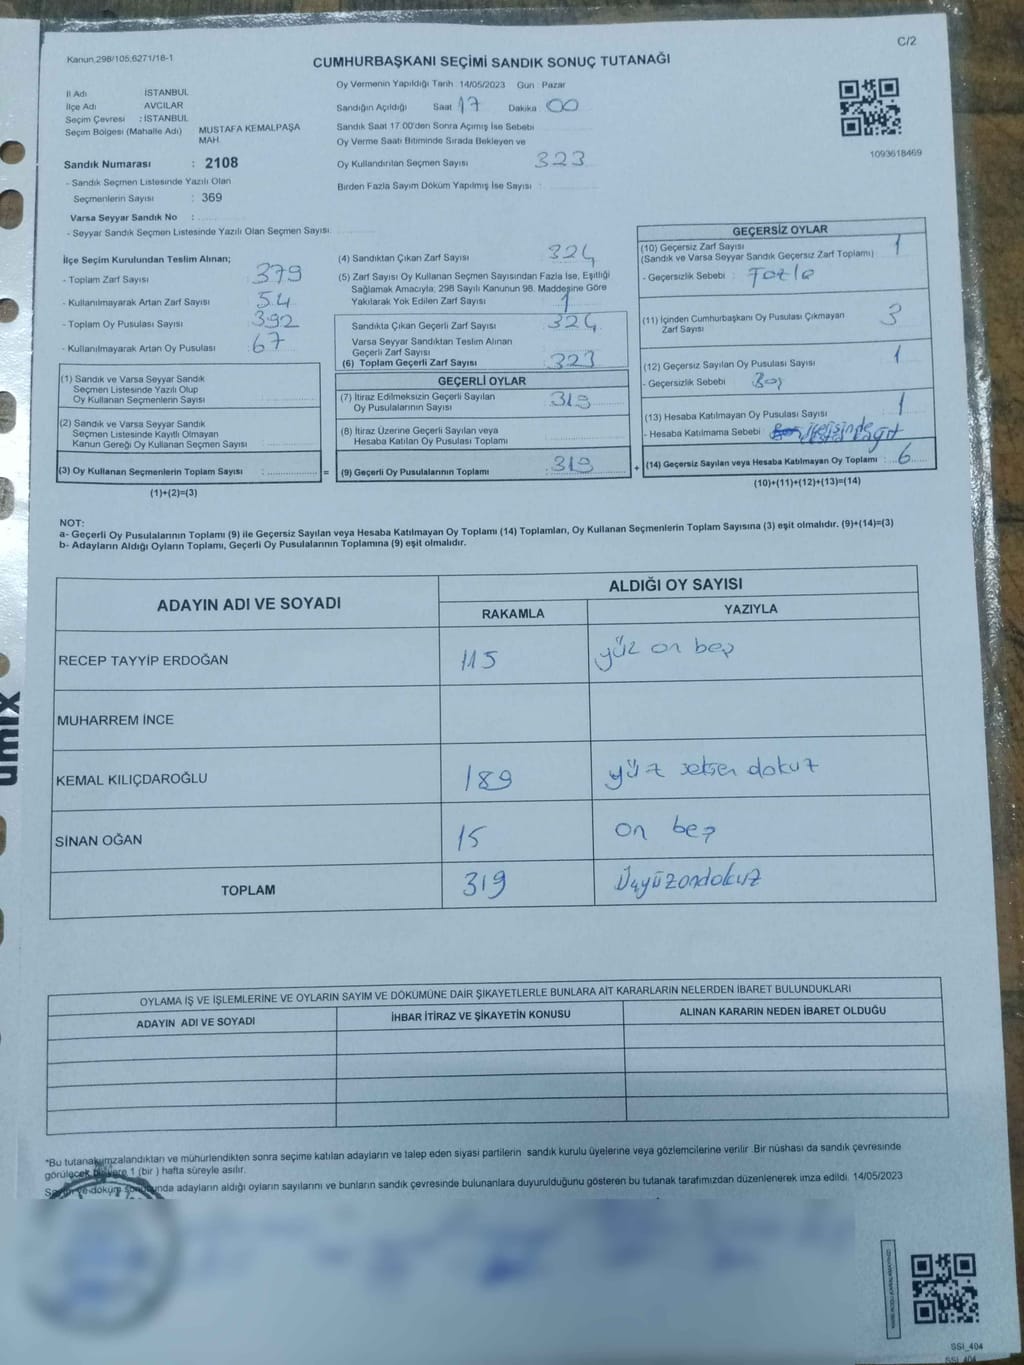 C/2
Kanun,298/105,6271/18-1
CUMHURBAŞKANI SEÇİMİ SANDIK SONUÇ TUTANAĞI
İl Adı İSTANBUL
İlçe Adı AVCILAR
Seçim Çevresi : İSTANBUL
Seçim Bölgesi (Mahalle Adı) MUSTAFA KEMALPAŞA MAH
Sandık Numarası : 2108
- Sandık Seçmen Listesinde Yazılı Olan
Seçmenlerin Sayısı : 369
Varsa Seyyar Sandık No :
- Seyyar Sandık Seçmen Listesinde Yazılı Olan Seçmen Sayısı:
Oy Vermenin Yapıldığı Tarih :14/05/2023 Gün : Pazar
Sandığın Açıldığı Saat 17 Dakika 00
Sandık Saat 17:00'den Sonra Açımış İse Sebebi
Oy Verme Saati Bitiminde Sırada Bekleyen ve
Oy Kullandırılan Seçmen Sayısı 323
Birden Fazla Sayım Döküm Yapılmış İse Sayısı :
1093618469
İlçe Seçim Kurulundan Teslim Alınan;
- Toplam Zarf Sayısı 379
- Kullanılmayarak Artan Zarf Sayısı 54
- Toplam Oy Pusulası Sayısı 392
- Kullanılmayarak Artan Oy Pusulası : 67
(1) Sandık ve Varsa Seyyar Sandık
Seçmen Listesinde Yazılı Olup
Oy Kullanan Seçmenlerin Sayısı
(2) Sandık ve Varsa Seyyar Sandık
Seçmen Listesinde Kayıtlı Olmayan
Kanun Gereği Oy Kullanan Seçmen Sayısı
(3) Oy Kullanan Seçmenlerin Toplam Sayısı :
(1)+(2)=(3)
(4) Sandıktan Çıkan Zarf Sayısı 324
(5) Zarf Sayısı Oy Kullanan Seçmen Sayısından Fazla İse, Eşitliği
Sağlamak Amacıyla; 298 Sayılı Kanunun 98. Maddesine Göre
Yakılarak Yok Edilen Zarf Sayısı 1
Sandıkta Çıkan Geçerli Zarf Sayısı 324
Varsa Seyyar Sandıktan Teslim Alınan
Geçerli Zarf Sayısı
(6) Toplam Geçerli Zarf Sayısı 323
GEÇERLİ OYLAR
(7) İtiraz Edilmeksizin Geçerli Sayılan
Oy Pusulalarının Sayısı 319
(8) İtiraz Üzerine Geçerli Sayılan veya
Hesaba Katılan Oy Pusulası Toplamı
= (9) Geçerli Oy Pusulalarının Toplamı 319
GEÇERSİZ OYLAR
(10) Geçersiz Zarf Sayısı
(Sandık ve Varsa Seyyar Sandık Geçersiz Zarf Toplamı) 1
- Geçersizlik Sebebi : Fazla
(11) İçinden Cumhurbaşkanı Oy Pusulası Çıkmayan
Zarf Sayısı 3
(12) Geçersiz Sayılan Oy Pusulası Sayısı 1
- Geçersizlik Sebebi Boş
(13) Hesaba Katılmayan Oy Pusulası Sayısı 1
- Hesaba Katılmama Sebebi : içerisinde
+ (14) Geçersiz Sayılan veya Hesaba Katılmayan Oy Toplamı : 6
(10)+(11)+(12)+(13)=(14)
NOT:
a- Geçerli Oy Pusulalarının Toplamı (9) ile Geçersiz Sayılan veya Hesaba Katılmayan Oy Toplamı (14) Toplamları, Oy Kullanan Seçmenlerin Toplam Sayısına (3) eşit olmalıdır. (9)+(14)=(3)
b- Adayların Aldığı Oyların Toplamı, Geçerli Oy Pusulalarının Toplamına (9) eşit olmalıdır.
ADAYIN ADI VE SOYADI
ALDIĞI OY SAYISI
RAKAMLA YAZIYLA
RECEP TAYYİP ERDOĞAN 115 yüz on beş
MUHARREM İNCE
KEMAL KILIÇDAROĞLU 189 yüz seksen dokuz
SİNAN OĞAN 15 on beş
TOPLAM 319 Üçyüzondokuz
OYLAMA İŞ VE İŞLEMLERİNE VE OYLARIN SAYIM VE DÖKÜMÜNE DAİR ŞİKAYETLERLE BUNLARA AİT KARARLARIN NELERDEN İBARET BULUNDUKLARI
ADAYIN ADI VE SOYADI İHBAR İTİRAZ VE ŞİKAYETİN KONUSU ALINAN KARARIN NEDEN İBARET OLDUĞU
*Bu tutanak imzalandıktan ve mühürlendikten sonra seçime katılan adayların ve talep eden siyasi partilerin sandık kurulu üyelerine veya gözlemcilerine verilir. Bir nüshası da sandık çevresinde
görülecek bir yere 1 (bir ) hafta süreyle asılır.
Sayım ve döküm sonucunda adayların aldığı oyların sayılarını ve bunların sandık çevresinde bulunanlara duyurulduğunu gösteren bu tutanak tarafımızdan düzenlenerek imza edildi. 14/05/2023
SSI_404
SSI_404
umix